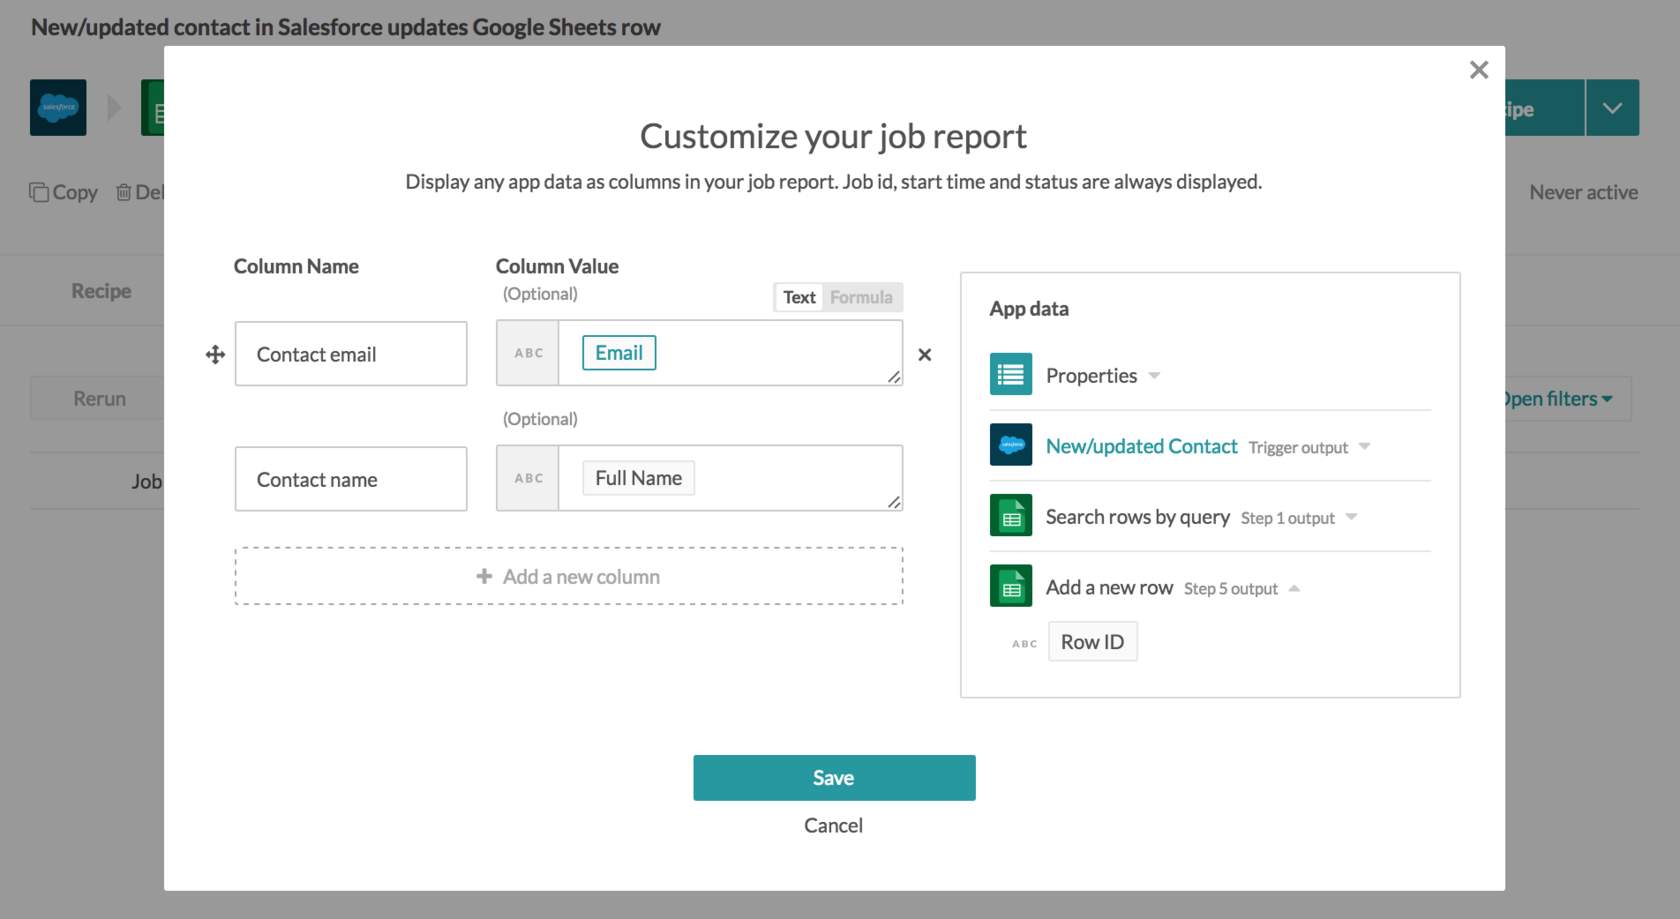 New/updated contact in Salesforce updates Google Sheets row
salesforce
Copy
Never active
Recipe
Rerun
Open filters
Job
Customize your job report
Display any app data as columns in your job report. Job id, start time and status are always displayed.
Column Name
Column Value
(Optional)
Text Formula
Contact email
ABC
Email
(Optional)
Contact name
ABC
Full Name
+ Add a new column
App data
Properties
New/updated Contact Trigger output
Search rows by query Step 1 output
Add a new row Step 5 output
ABC Row ID
Save
Cancel